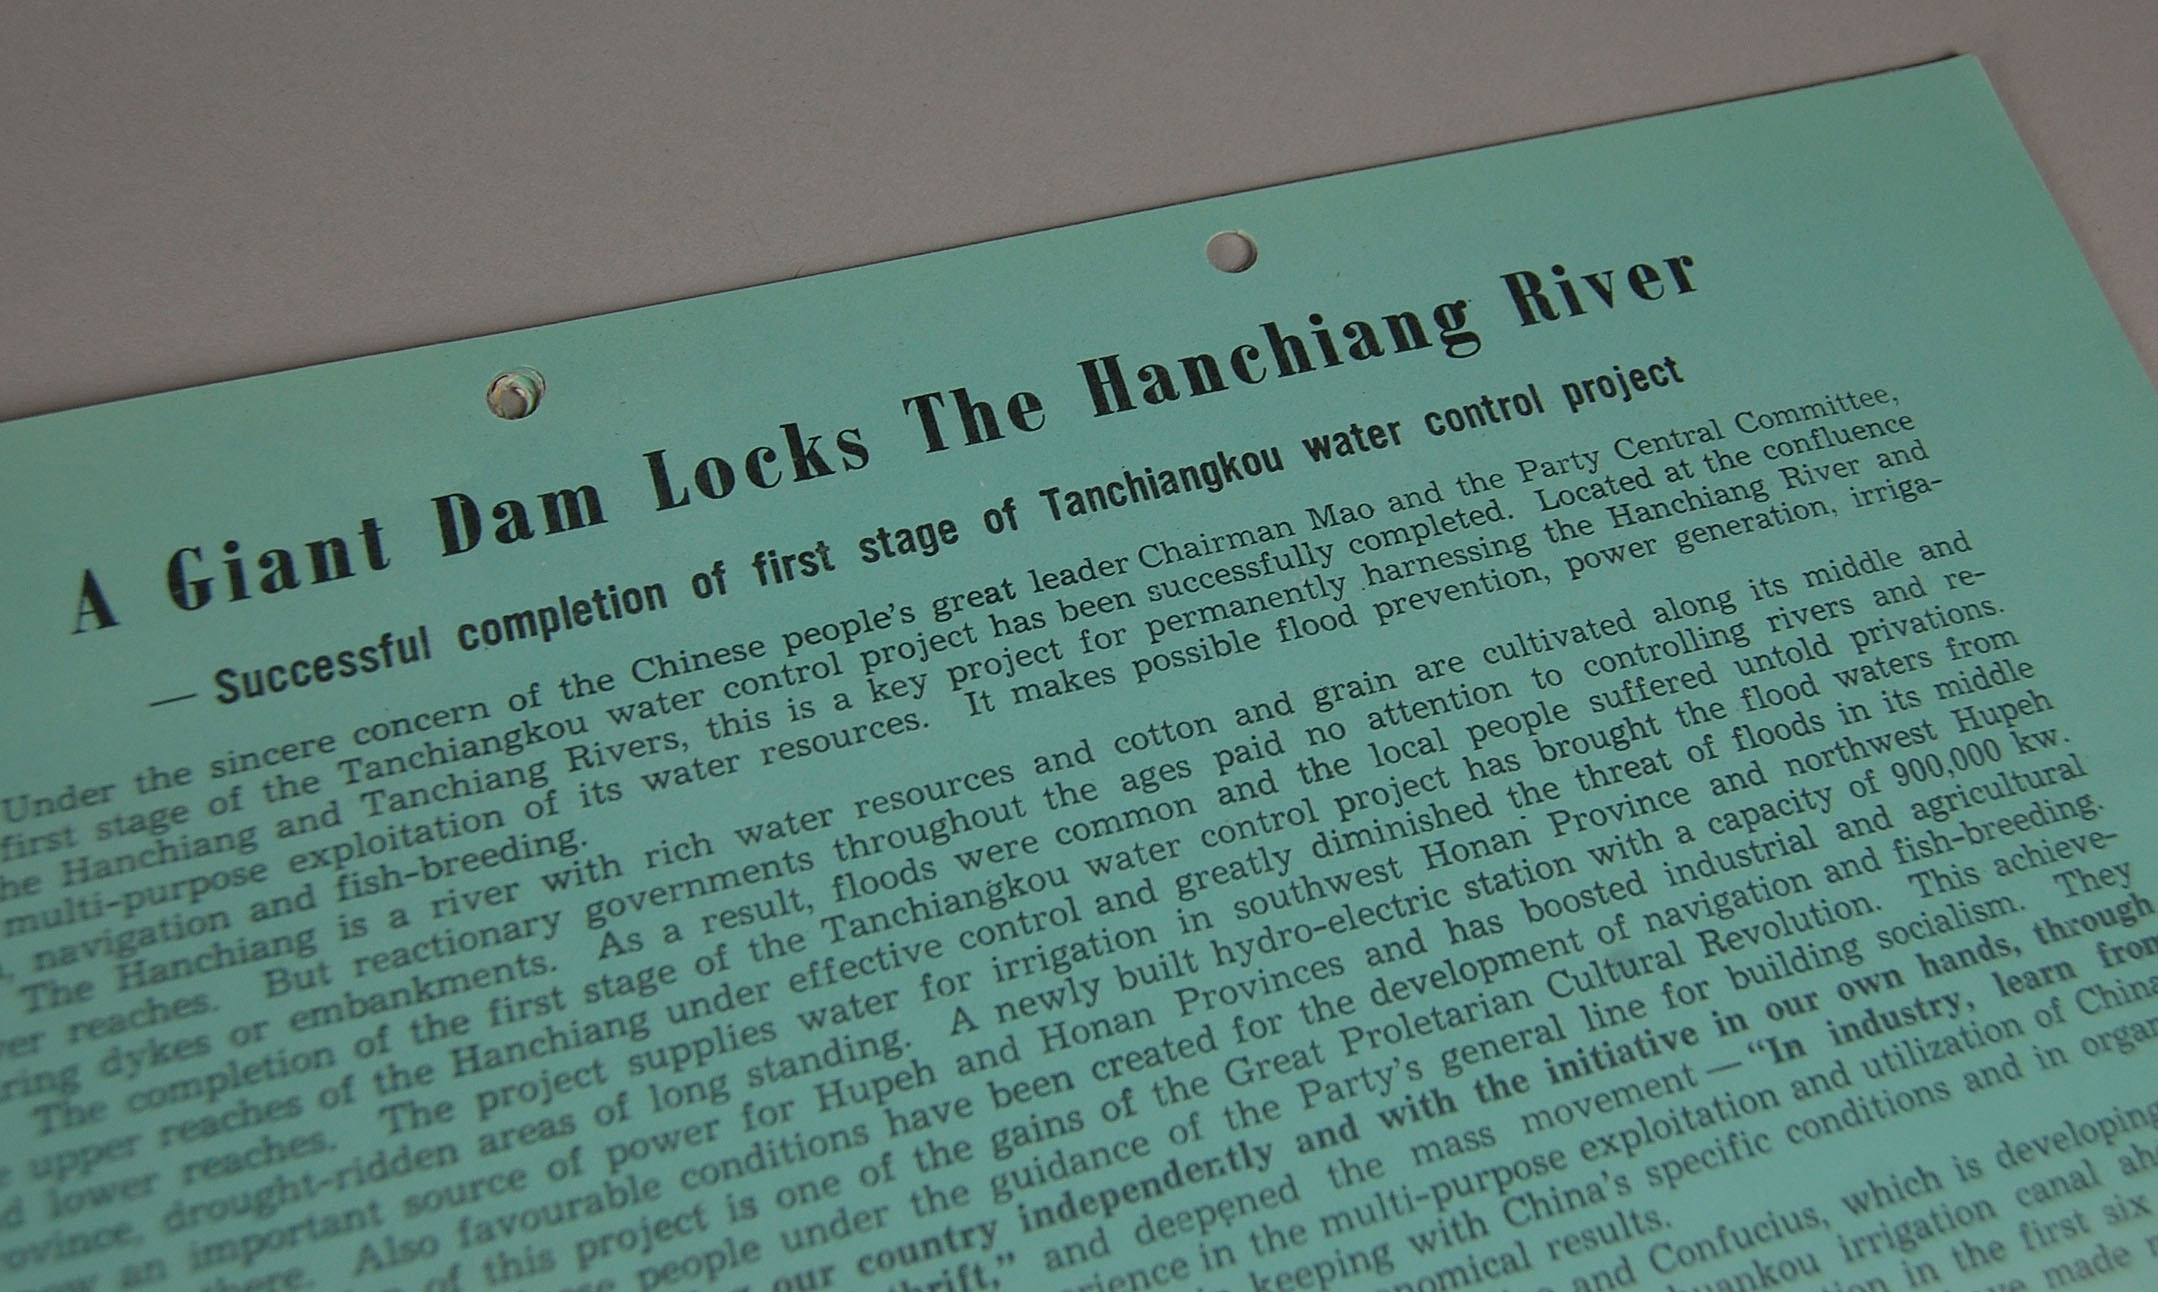 A Giant Dam Locks The Hanchiang River
— Successful completion of first stage of Tanchiangkou water control project
Under the sincere concern of the Chinese people's great leader Chairman Mao and the Party Central Committee,
first stage of the Tanchiangkou water control project has been successfully completed. Located at the confluence
he Hanchiang and Tanchiang Rivers, this is a key project for permanently harnessing the Hanchiang River and
multi-purpose exploitation of its water resources. It makes possible flood prevention, power generation, irriga-
, navigation and fish-breeding.
The Hanchiang is a river with rich water resources and cotton and grain are cultivated along its middle and
er reaches. But reactionary governments throughout the ages paid no attention to controlling rivers and re-
ring dykes or embankments. As a result, floods were common and the local people suffered untold privations.
The completion of the first stage of the Tanchiangkou water control project has brought the flood waters from
upper reaches of the Hanchiang under effective control and greatly diminished the threat of floods in its middle
d lower reaches. The project supplies water for irrigation in southwest Honan Province and northwest Hupeh
ovince, drought-ridden areas of long standing. A newly built hydro-electric station with a capacity of 900,000 kw.
an important source of power for Hupeh and Honan Provinces and has boosted industrial and agricultural
there. Also favourable conditions have been created for the development of navigation and fish-breeding.
of this project is one of the gains of the Great Proletarian Cultural Revolution. This achieve-
people under the guidance of the Party's general line for building socialism. They
our country independently and with the initiative in our own hands, through
thrift," and deepened the mass movement — "In industry, learn from
rience in the multi-purpose exploitation and utilization of China
keeping with China's specific conditions and in organ
nomical results.
and Confucius, which is developing
uankou irrigation canal ah
tion in the first six
made